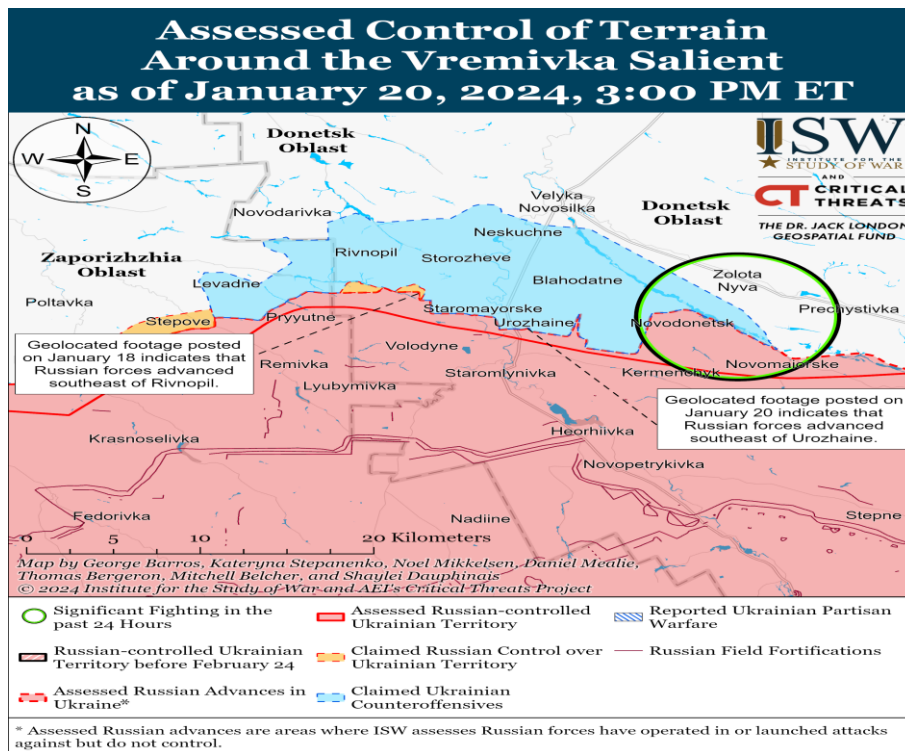 Assessed Control of Terrain
Around the Vremivka Salient
as of January 20, 2024, 3:00 PM ET
N
W E
S
Donetsk
Oblast
ISW
INSTITUTE FOR THE
STUDY OF WAR
AND
CT CRITICAL
THREATS
THE DR. JACK LONDON
GEOSPATIAL FUND
Velyka
Novosilka
Donetsk
Oblast
Novodarivka
Neskuchne
Rivnopil
Storozheve
Zaporizhzhia
Oblast
Blahodatne
Zolota
Nyva
Levadne
Poltavka
Prechystivka
Staromayorske
Stepove
Pryyutne
Urozhaine
Novodonetsk
Geolocated footage posted
on January 18 indicates that
Russian forces advanced
southeast of Rivnopil.
Volodyne
Remivka
Staromlynivka
Kermenchyk
Novomaiorske
Lyubymivka
Geolocated footage posted on
January 20 indicates that
Russian forces advanced
southeast of Urozhaine.
Krasnoselivka
Heorhiivka
Novopetrykivka
Fedorivka
Nadiine
Stepne
0 5 10 20 Kilometers
Map by George Barros, Kateryna Stepanenko, Noel Mikkelsen, Daniel Mealie,
Thomas Bergeron, Mitchell Belcher, and Shaylei Dauphinais
© 2024 Institute for the Study of War and AEI's Critical Threats Project
Significant Fighting in the
past 24 Hours
Assessed Russian-controlled
Ukrainian Territory
Reported Ukrainian Partisan
Warfare
Russian-controlled Ukrainian
Territory before February 24
Claimed Russian Control over
Ukrainian Territory
Russian Field Fortifications
Assessed Russian Advances in
Ukraine*
Claimed Ukrainian
Counteroffensives
* Assessed Russian advances are areas where ISW assesses Russian forces have operated in or launched attacks
against but do not control.